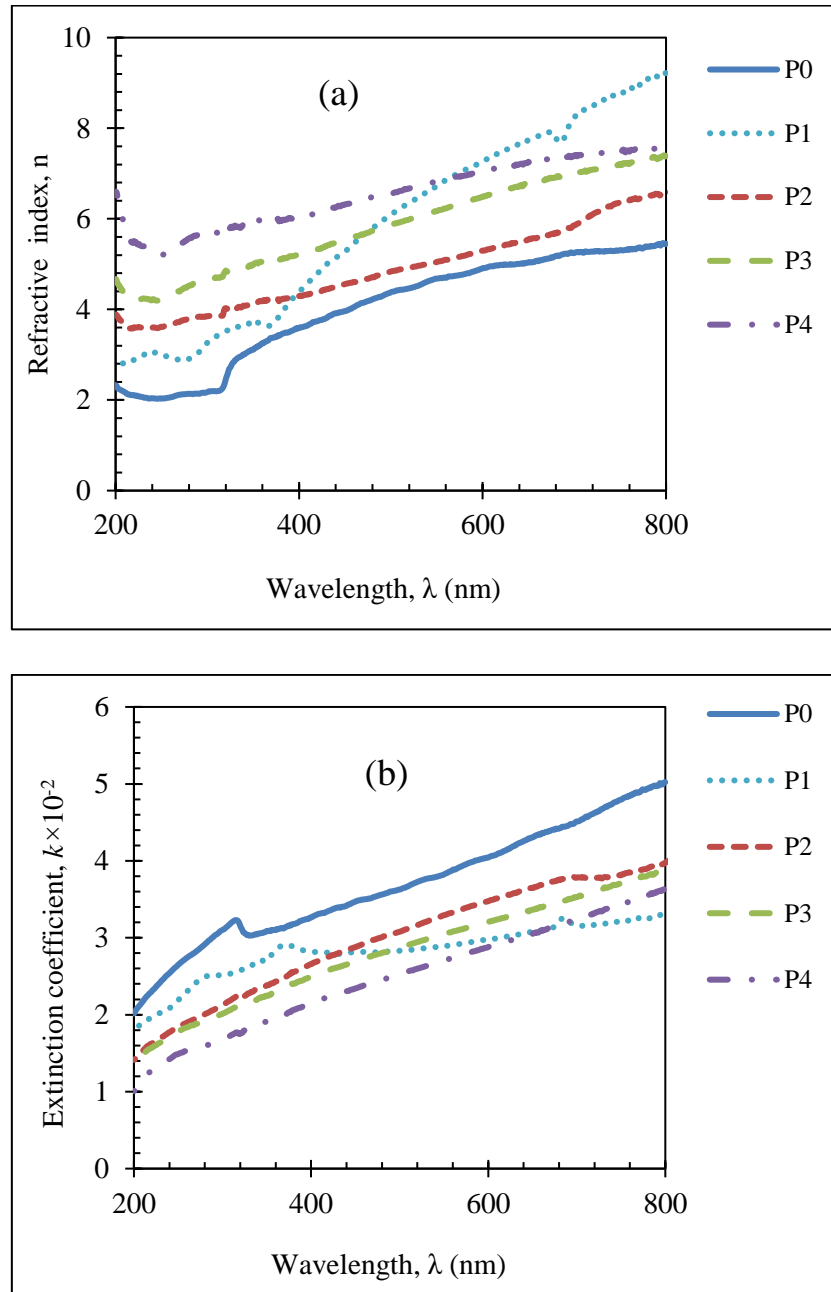 (a)
10
8
6
4
2
0
200 400 600 800
Refractive index, n
Wavelength, λ (nm)
P0
P1
P2
P3
P4
(b)
6
5
4
3
2
1
0
200 400 600 800
Extinction coefficient, k×10⁻²
Wavelength, λ (nm)
P0
P1
P2
P3
P4